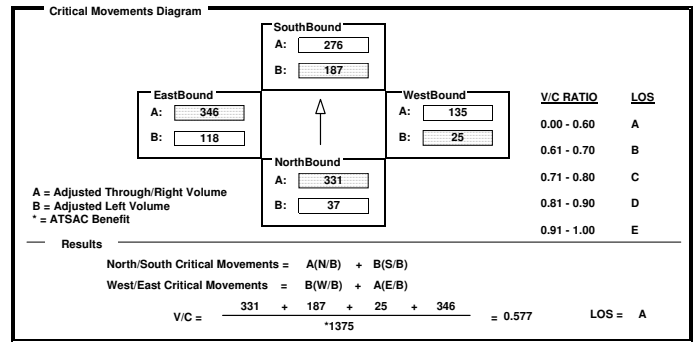 Critical Movements Diagram
SouthBound
A: 276
B: 187
EastBound
A: 346
B: 118
WestBound
A: 135
B: 25
NorthBound
A: 331
B: 37
V/C RATIO LOS
0.00 - 0.60 A
0.61 - 0.70 B
0.71 - 0.80 C
0.81 - 0.90 D
0.91 - 1.00 E
A = Adjusted Through/Right Volume
B = Adjusted Left Volume
* = ATSAC Benefit
Results
North/South Critical Movements = A(N/B) + B(S/B)
West/East Critical Movements = B(W/B) + A(E/B)
V/C = 331 + 187 + 25 + 346 = 0.577 LOS = A
*1375